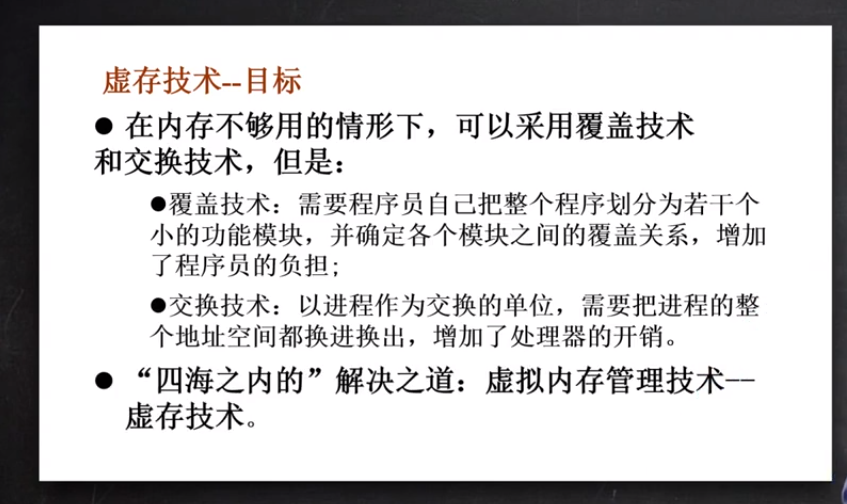 虚存技术--目标
● 在内存不够用的情形下，可以采用覆盖技术
和交换技术，但是：
●覆盖技术：需要程序员自己把整个程序划分为若干个
小的功能模块，并确定各个模块之间的覆盖关系，增加
了程序员的负担；
●交换技术：以进程作为交换的单位，需要把进程的整
个地址空间都换进换出，增加了处理器的开销。
● “四海之内的”解决之道：虚拟内存管理技术--
虚存技术。